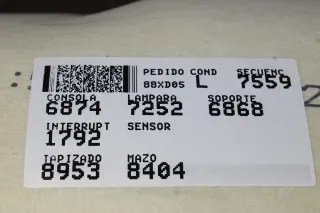 PEDIDO COND SECUENC
88XD05 L 7559
CONSOLA LAMPARA SOPORTE
6874 7252 6868
INTERRUPT SENSOR
1792
TAPIZADO MAZO
8953 8404